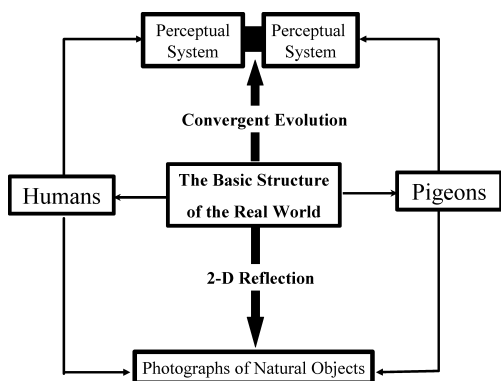 Perceptual
System
Perceptual
System
Convergent Evolution
Humans
The Basic Structure
of the Real World
Pigeons
2-D Reflection
Photographs of Natural Objects